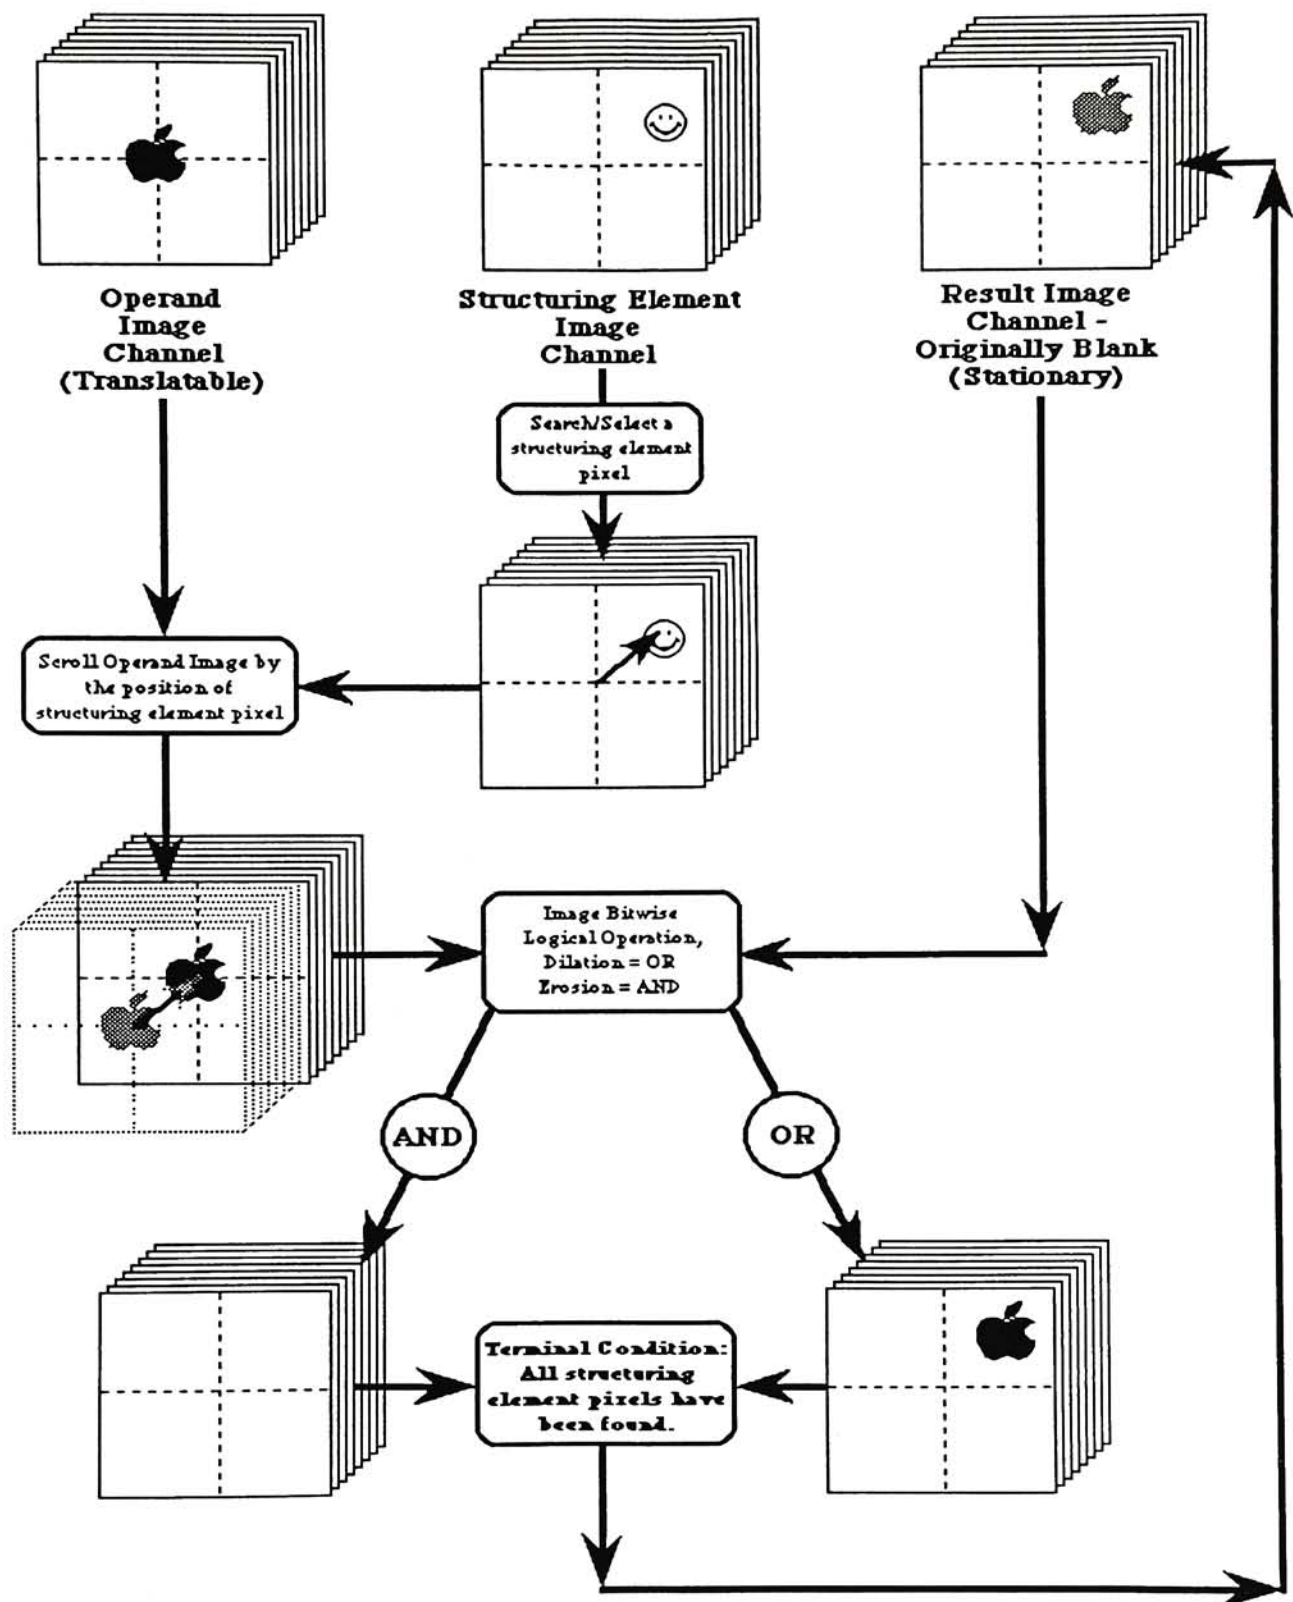 Operand
Image
Channel
(Translatable)
Structuring Element
Image
Channel
Result Image
Channel -
Originally Blank
(Stationary)
Search/Select a
structuring element
pixel
Scroll Operand Image by
the position of
structuring element pixel
Image Bitwise
Logical Operation,
Dilation = OR
Erosion = AND
AND
OR
Terminal Condition:
All structuring
element pixels have
been found.